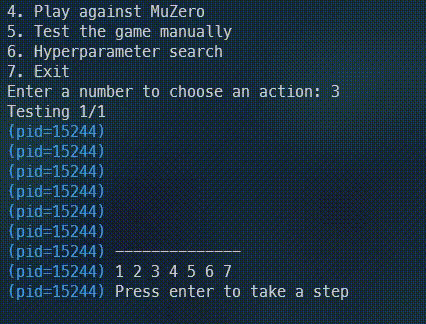 4. Play against MuZero
5. Test the game manually
6. Hyperparameter search
7. Exit
Enter a number to choose an action: 3
Testing 1/1
(pid=15244)
(pid=15244)
(pid=15244)
(pid=15244)
(pid=15244)
(pid=15244)
(pid=15244) --------------
(pid=15244) 1 2 3 4 5 6 7
(pid=15244) Press enter to take a step